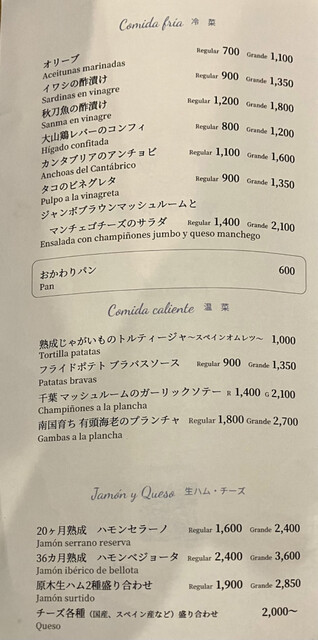 Comida fría 冷 菜
オリーブ Regular 700 Grande 1,100
Aceitunas marinadas
イワシの酢漬け Regular 900 Grande 1,350
Sardinas en vinagre
秋刀魚の酢漬け Regular 1,200 Grande 1,800
Sanma en vinagre
大山鶏レバーのコンフィ Regular 800 Grande 1,200
Hígado confitada
カンタブリアのアンチョビ Regular 1,100 Grande 1,600
Anchoas del Cantábrico
タコのビネグレタ Regular 900 Grande 1,350
Pulpo a la vinagreta
ジャンボブラウンマッシュルームと
マンチェゴチーズのサラダ Regular 1,400 Grande 2,100
Ensalada con champiñones jumbo y queso manchego
おかわりパン 600
Pan
Comida caliente 温 菜
熟成じゃがいものトルティージャ~スペインオムレツ~ 1,000
Tortilla patatas
フライドポテト ブラバスソース Regular 900 Grande 1,350
Patatas bravas
千葉 マッシュルームのガーリックソテー R 1,400 G 2,100
Champiñones a la plancha
南国育ち 有頭海老のプランチャ Regular 1,800 Grande 2,700
Gambas a la plancha
Jamón y Queso 生ハム・チーズ
20ヶ月熟成 ハモンセラーノ Regular 1,600 Grande 2,400
Jamón serrano reserva
36カ月熟成 ハモンベジョータ Regular 2,400 Grande 3,600
Jamón ibérico de bellota
原木生ハム2種盛り合わせ Regular 1,900 Grande 2,850
Jamón surtido
チーズ各種（国産、スペイン産など）盛り合わせ 2,000~
Queso